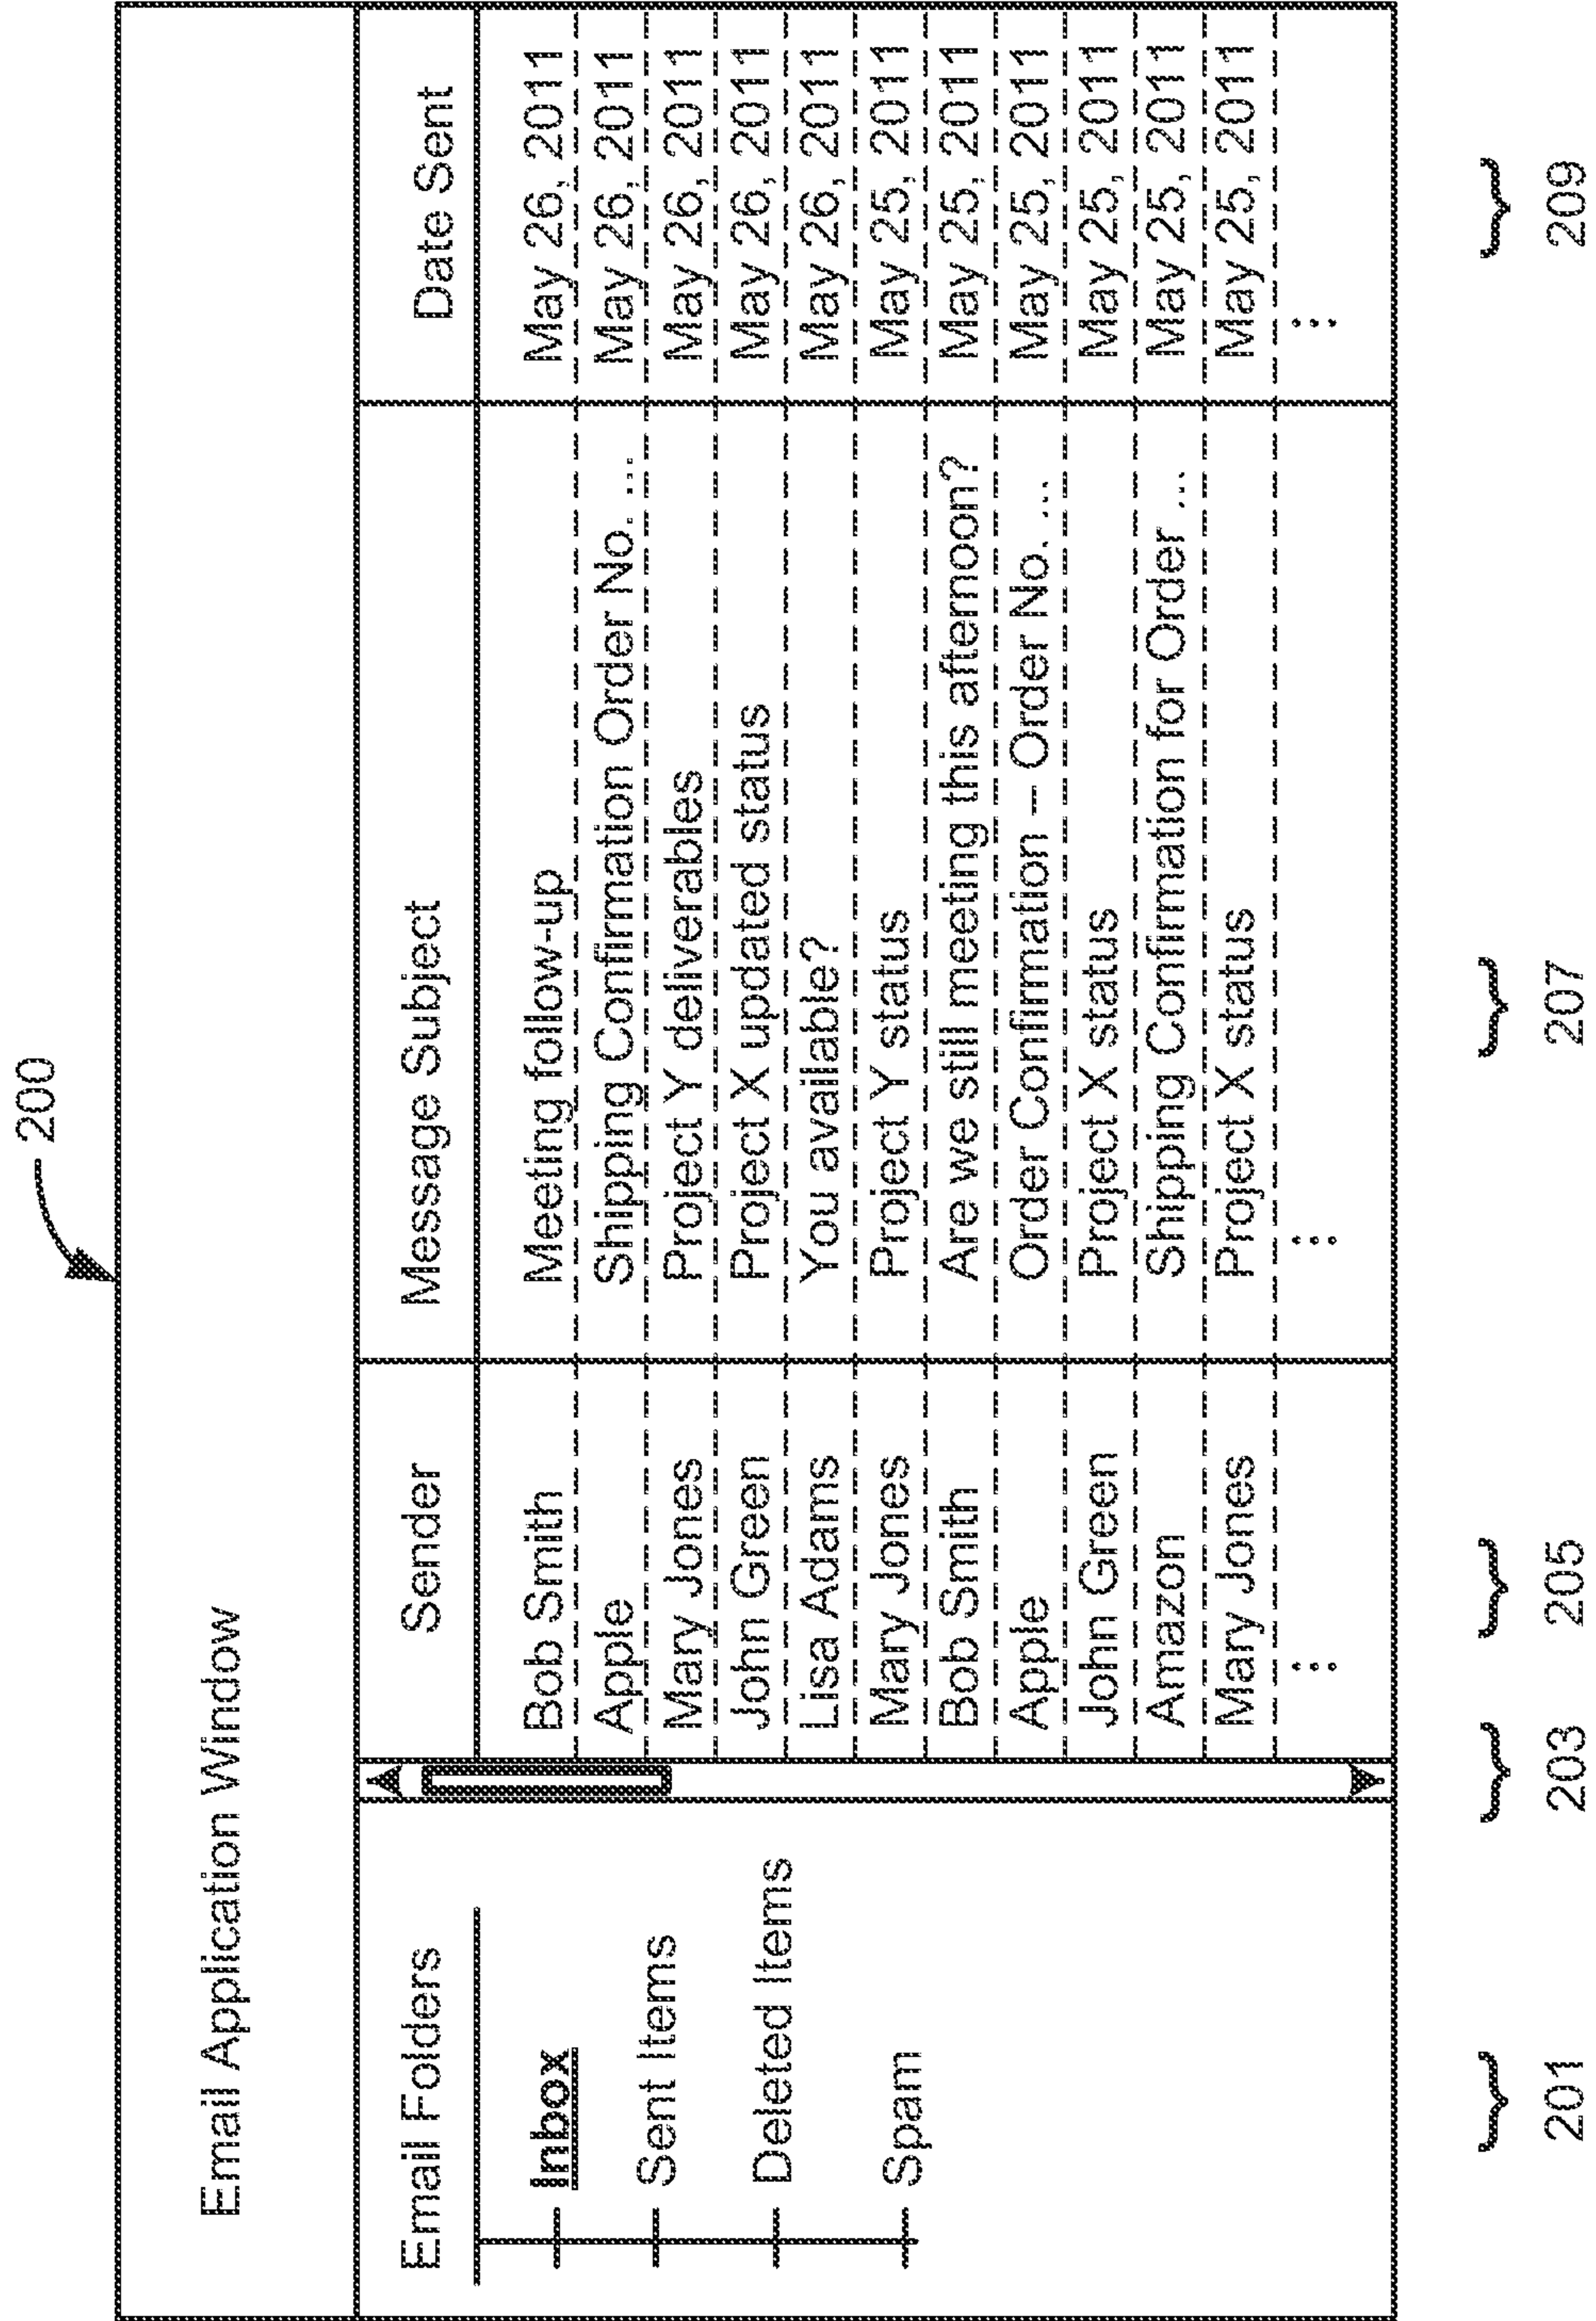 200
Email Application Window
Email Folders Sender Message Subject Date Sent
Inbox
Sent Items
Deleted Items
Spam
Bob Smith Meeting follow-up May 26, 2011
Apple Shipping Confirmation Order No. ... May 26, 2011
Mary Jones Project Y deliverables May 26, 2011
John Green Project X updated status May 26, 2011
Lisa Adams You available? May 26, 2011
Mary Jones Project Y status May 25, 2011
Bob Smith Are we still meeting this afternoon? May 25, 2011
Apple Order Confirmation – Order No. ... May 25, 2011
John Green Project X status May 25, 2011
Amazon Shipping Confirmation for Order ... May 25, 2011
Mary Jones Project X status May 25, 2011
⋮ ⋮ ⋮
201 203 205 207 209